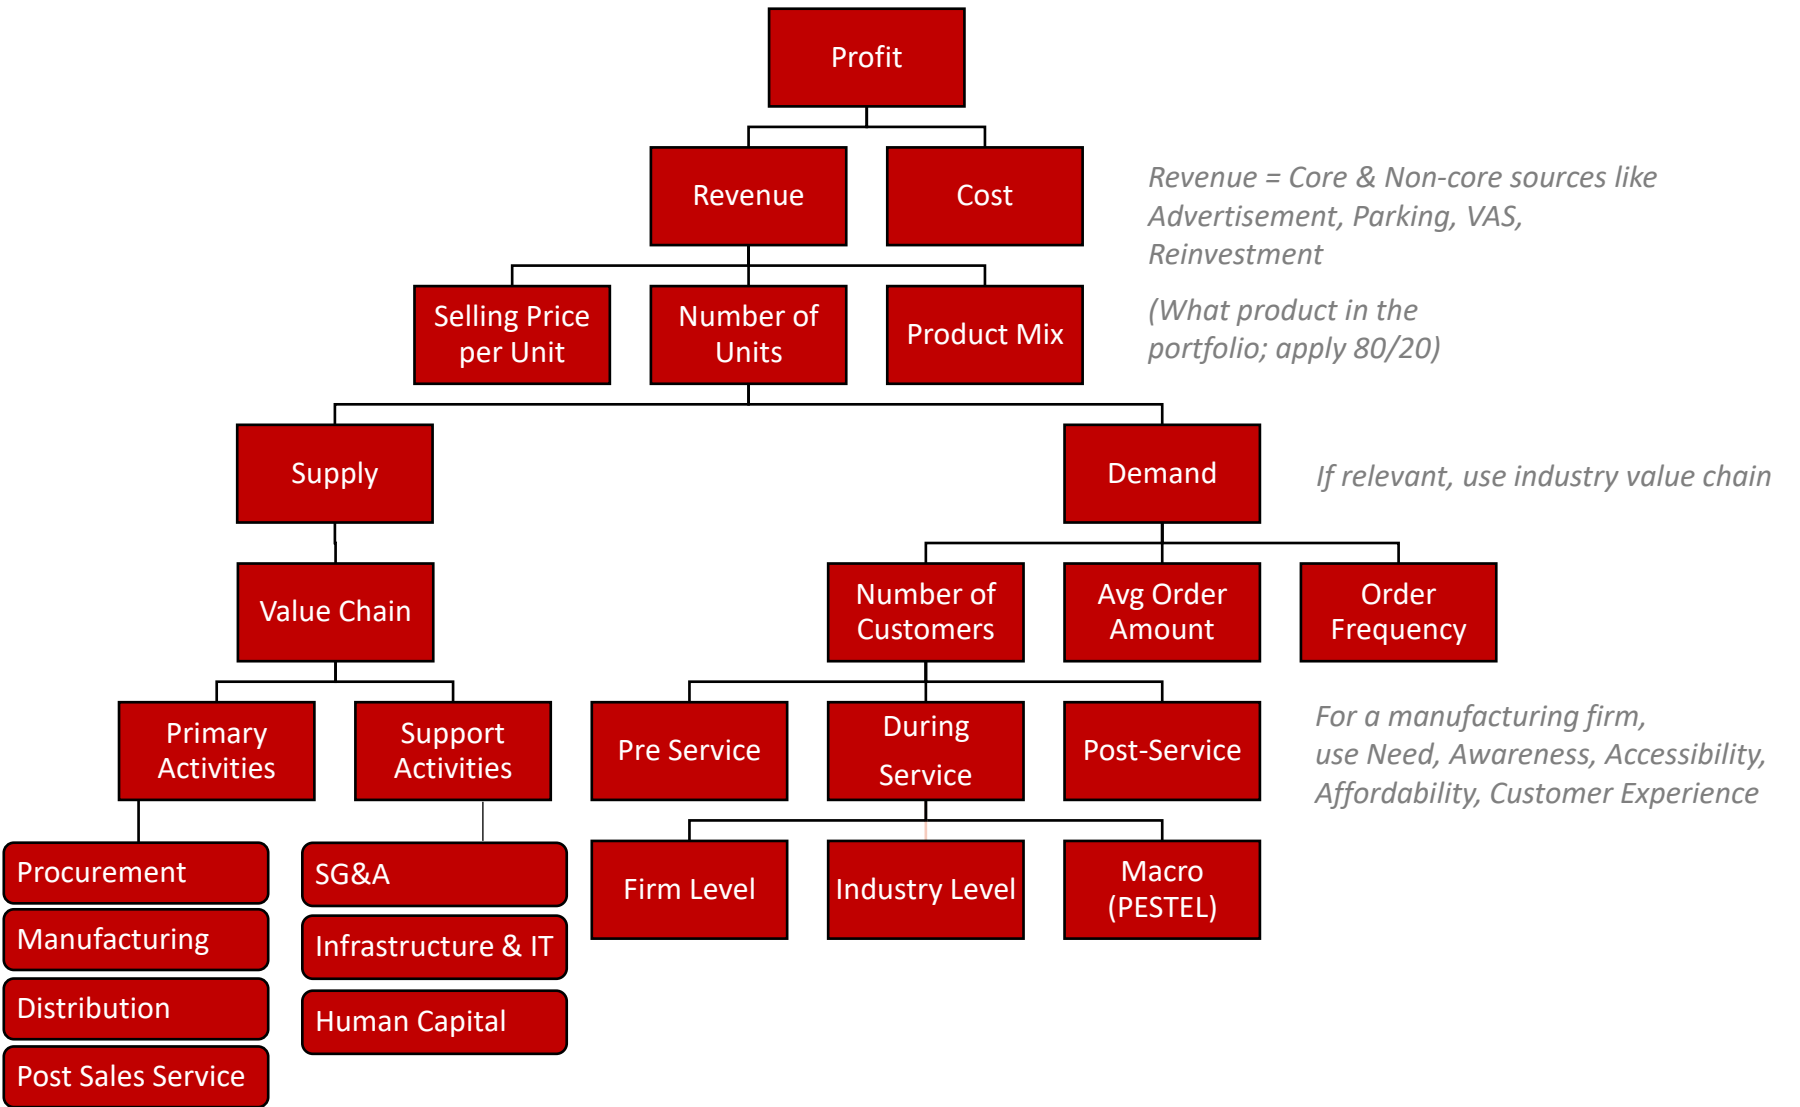 Profit
Revenue
Cost
Revenue = Core & Non-core sources like
Advertisement, Parking, VAS,
Reinvestment
Selling Price
per Unit
Number of
Units
Product Mix
(What product in the
portfolio; apply 80/20)
Supply
Demand
If relevant, use industry value chain
Value Chain
Number of
Customers
Avg Order
Amount
Order
Frequency
Primary
Activities
Support
Activities
Pre Service
During
Service
Post-Service
For a manufacturing firm,
use Need, Awareness, Accessibility,
Affordability, Customer Experience
Procurement
Manufacturing
Distribution
Post Sales Service
SG&A
Infrastructure & IT
Human Capital
Firm Level
Industry Level
Macro
(PESTEL)